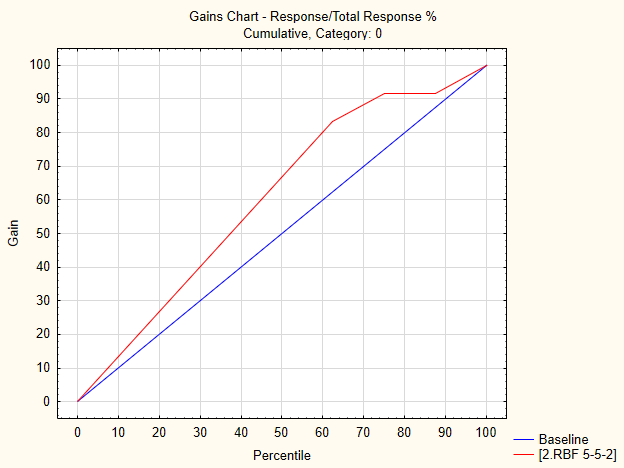 Gains Chart - Response/Total Response %
Cumulative, Category: 0
100
90
80
70
60
50
40
30
20
10
0
Gain
0 10 20 30 40 50 60 70 80 90 100
Percentile
Baseline
[2.RBF 5-5-2]